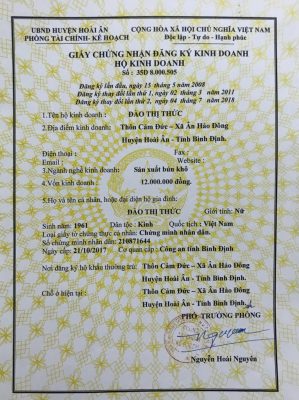 UBND HUYỆN HOÀI ÂN
PHÒNG TÀI CHÍNH- KẾ HOẠCH
CỘNG HÒA XÃ HỘI CHỦ NGHĨA VIỆT NAM
Độc lập - Tự do - Hạnh phúc
GIẤY CHỨNG NHẬN ĐĂNG KÝ KINH DOANH
HỘ KINH DOANH
Số : 35D 8.000.505
Đăng ký lần đầu, ngày 15 tháng 5 năm 2008
Đăng ký thay đổi lần thứ 1, ngày 02 tháng 3 năm 2011
Đăng ký thay đổi lần thứ 2, ngày 04 tháng 7 năm 2018
1.Tên hộ kinh doanh : ĐÀO THỊ THỨC
2.Địa điểm kinh doanh: Thôn Cẩm Đức – Xã Ân Hảo Đông
Huyện Hoài Ân – Tỉnh Bình Định.
Điện thoại : Fax :
Email : Website :
3.Ngành nghề kinh doanh : Sản xuất bún khô
4.Vốn kinh doanh : 12.000.000 đồng.
5.Họ và tên cá nhân, hoặc đại diện hộ gia đình:
ĐÀO THỊ THỨC Giới tính: Nữ
Sinh năm: 1961 Dân tộc: Kinh Quốc tịch : Việt Nam
Loại giấy tờ chứng thực cá nhân: Chứng minh nhân dân.
Số chứng minh nhân dân: 210871644
Ngày cấp: 21/10/2017 Cơ quan cấp: Công an tỉnh Bình Định
Nơi đăng ký hộ khẩu thường trú: Thôn Cẩm Đức – Xã Ân Hảo Đông
Huyện Hoài Ân - Tỉnh Bình Định.
Chỗ ở hiện tại : Thôn Cẩm Đức – Xã Ân Hảo Đông
Huyện Hoài Ân - Tỉnh Bình Định.
PHÓ TRƯỞNG PHÒNG
Nguyễn Hoài Nguyên